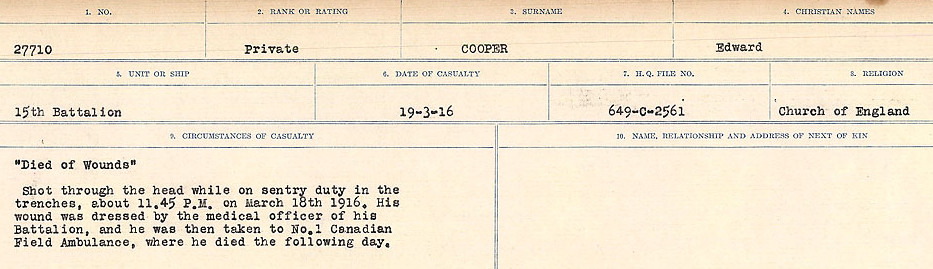 1. NO. 2. RANK OR RATING 3. SURNAME 4. CHRISTIAN NAMES
27710 Private COOPER Edward
5. UNIT OR SHIP 6. DATE OF CASUALTY 7. H.Q. FILE NO. 8. RELIGION
15th Battalion 19-3-16 649-C-2561 Church of England
9. CIRCUMSTANCES OF CASUALTY 10. NAME, RELATIONSHIP AND ADDRESS OF NEXT OF KIN
"Died of Wounds"
Shot through the head while on sentry duty in the
trenches, about 11.45 P.M. on March 18th 1916. His
wound was dressed by the medical officer of his
Battalion, and he was then taken to No.1 Canadian
Field Ambulance, where he died the following day.